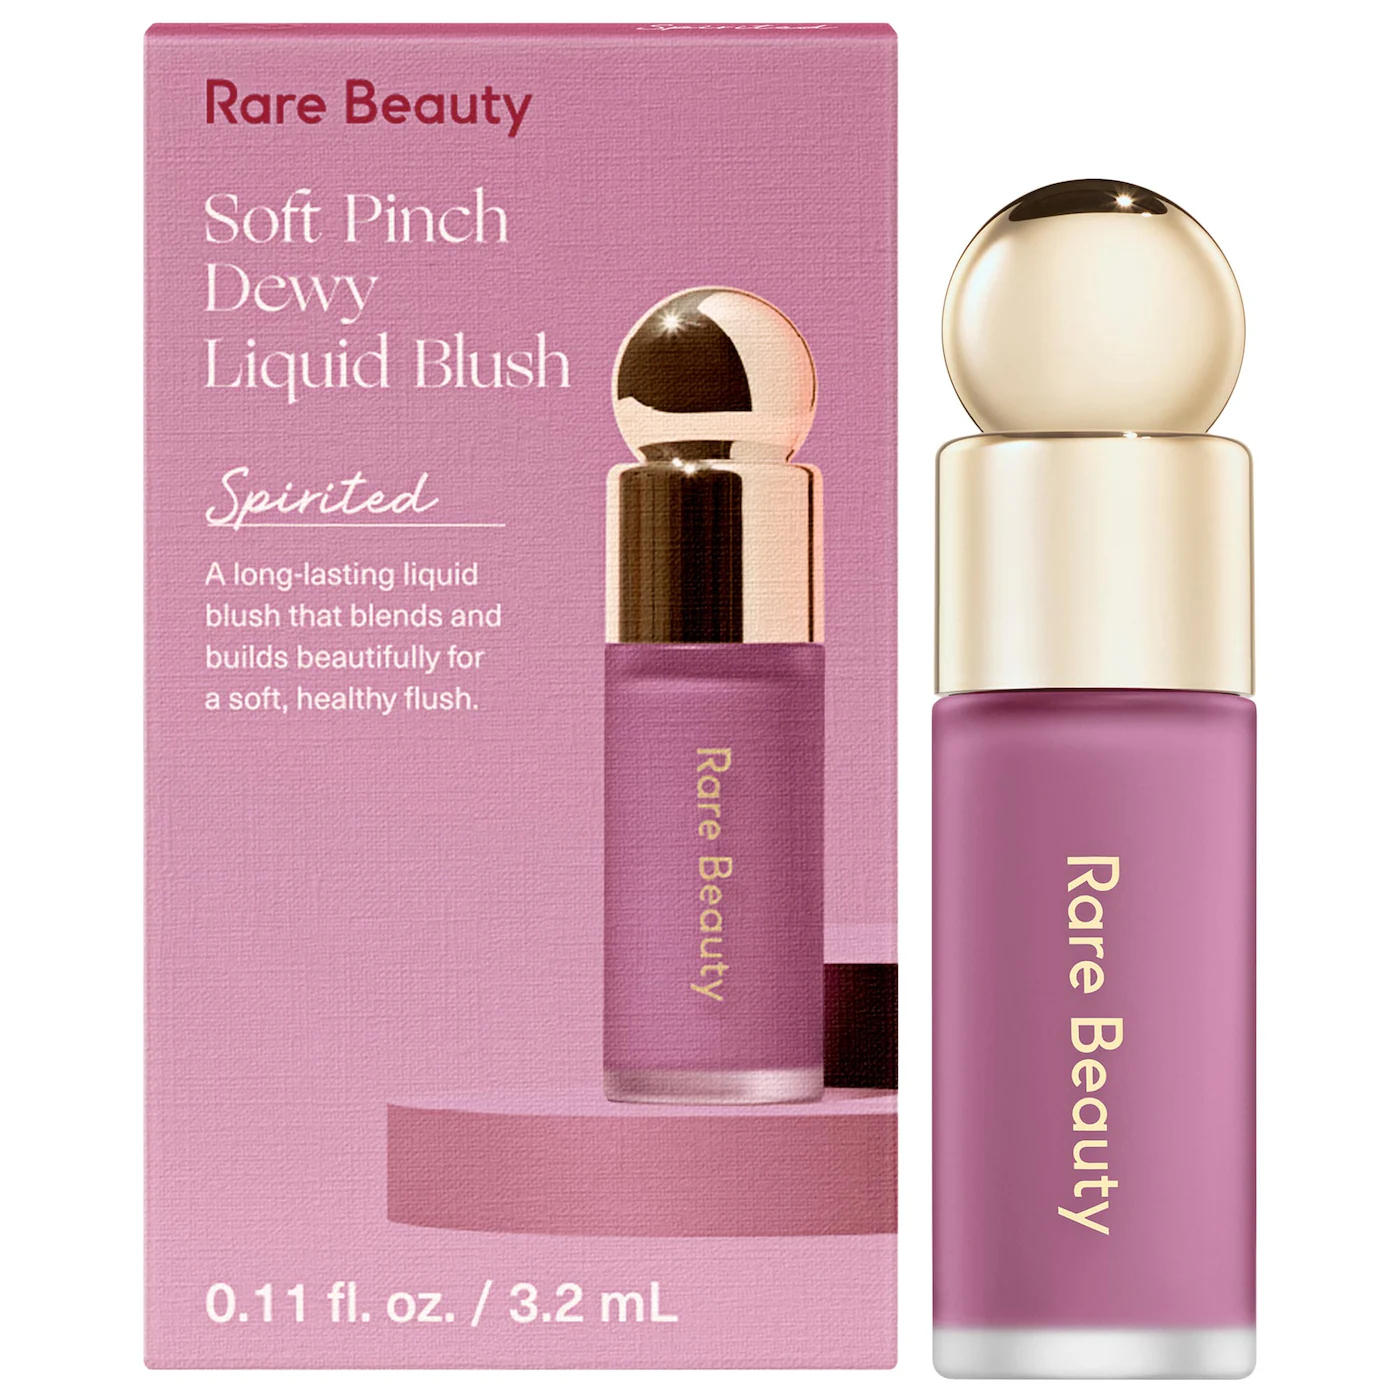 Spirited
Rare Beauty
Soft Pinch
Dewy
Liquid Blush
Spirited
A long-lasting liquid
blush that blends and
builds beautifully for
a soft, healthy flush.
Rare Beauty
0.11 fl. oz. / 3.2 mL
Rare Beauty